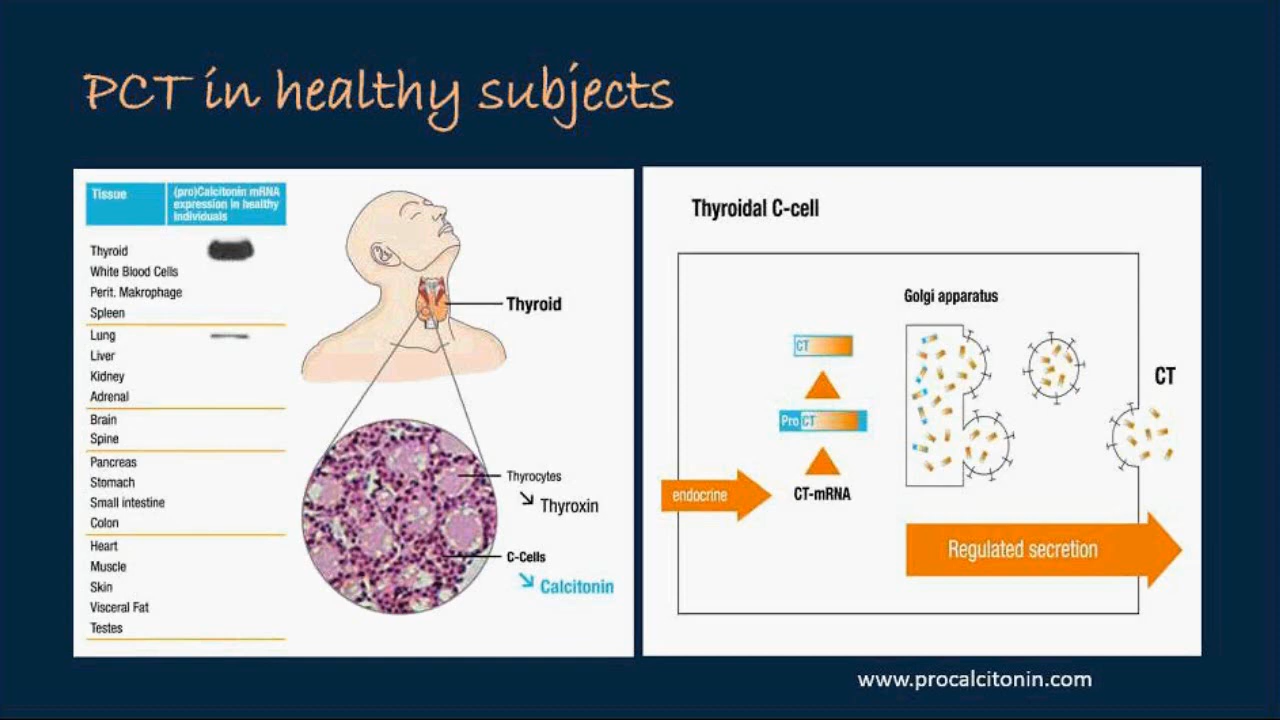 PCT in healthy subjects
Tissue
(pro)Calcitonin mRNA
expression in healthy
individuals
Thyroid
White Blood Cells
Perit. Makrophage
Spleen
Lung
Liver
Kidney
Adrenal
Brain
Spine
Pancreas
Stomach
Small intestine
Colon
Heart
Muscle
Skin
Visceral Fat
Testes
Thyroid
Thyrocytes
Thyroxin
C-Cells
Calcitonin
Thyroidal C-cell
Golgi apparatus
CT
CT
Pro CT
endocrine
CT-mRNA
Regulated secretion
www.procalcitonin.com